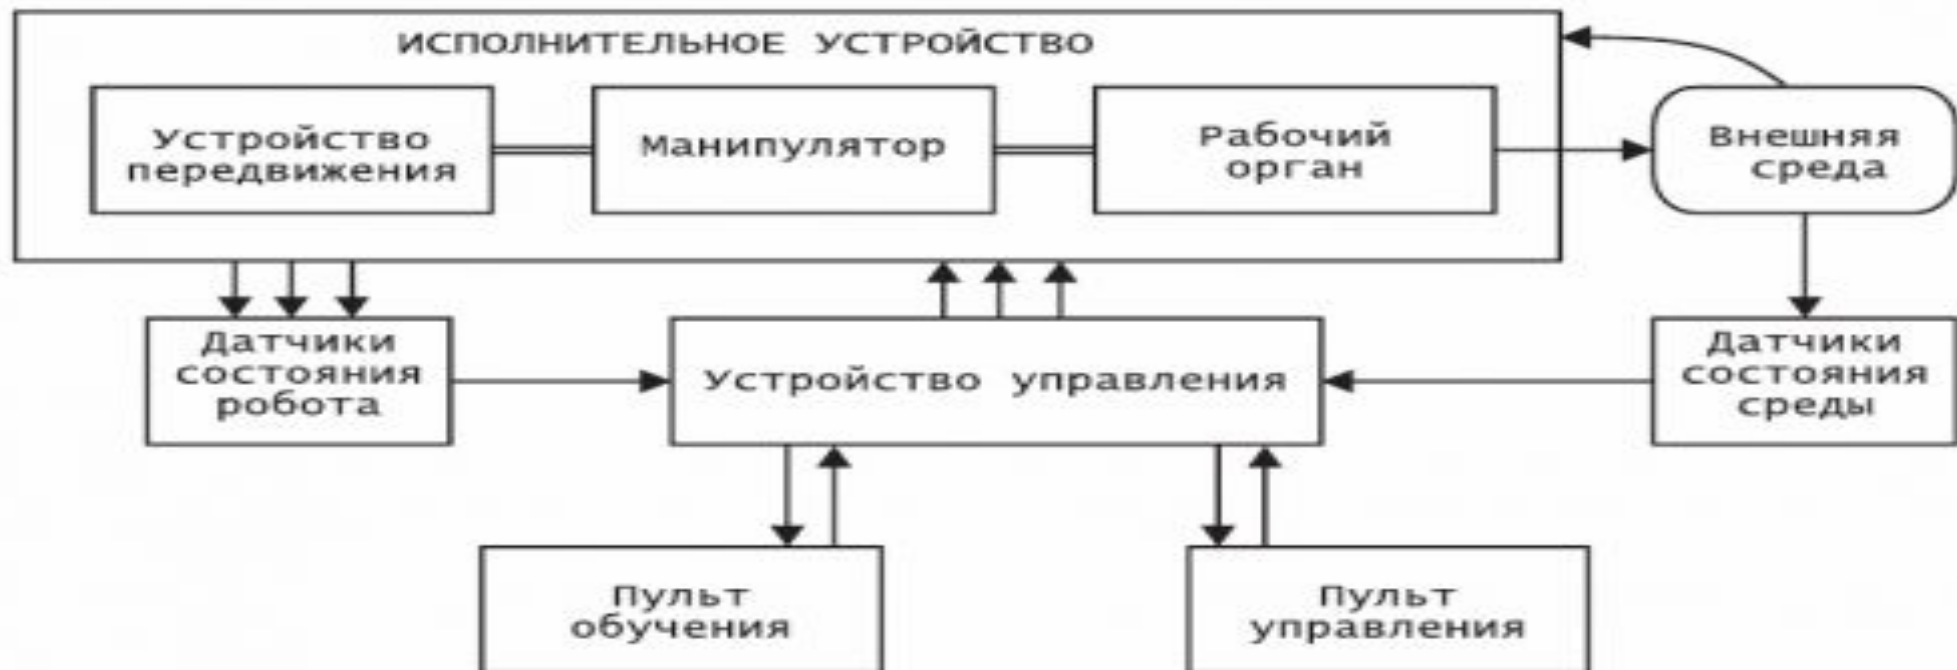 ИСПОЛНИТЕЛЬНОЕ УСТРОЙСТВО
Устройство
передвижения
Манипулятор
Рабочий
орган
Внешняя
среда
Датчики
состояния
робота
Устройство управления
Датчики
состояния
среды
Пульт
обучения
Пульт
управления